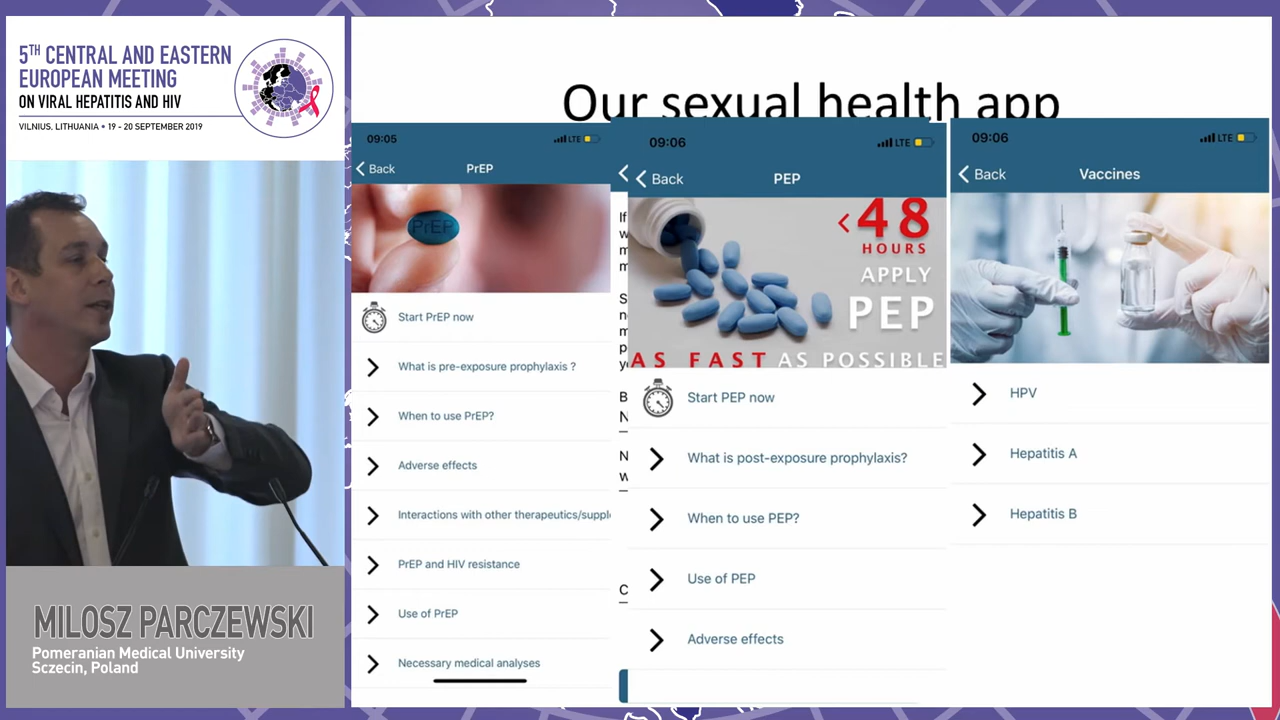 5TH CENTRAL AND EASTERN
EUROPEAN MEETING
ON VIRAL HEPATITIS AND HIV
VILNIUS, LITHUANIA • 19 - 20 SEPTEMBER 2019
MILOSZ PARCZEWSKI
Pomeranian Medical University
Sczecin, Poland
Our sexual health app
09:05
LTE
Back
PrEP
PrEP
Start PrEP now
What is pre-exposure prophylaxis ?
When to use PrEP?
Adverse effects
Interactions with other therapeutics/supple
PrEP and HIV resistance
Use of PrEP
Necessary medical analyses
If
w
m
m
S
n
m
p
y
B
N
N
w
C
09:06
LTE
Back
PEP
<48
HOURS
APPLY
PEP
AS FAST AS POSSIBLE
Start PEP now
What is post-exposure prophylaxis?
When to use PEP?
Use of PEP
Adverse effects
09:06
LTE
Back
Vaccines
HPV
Hepatitis A
Hepatitis B